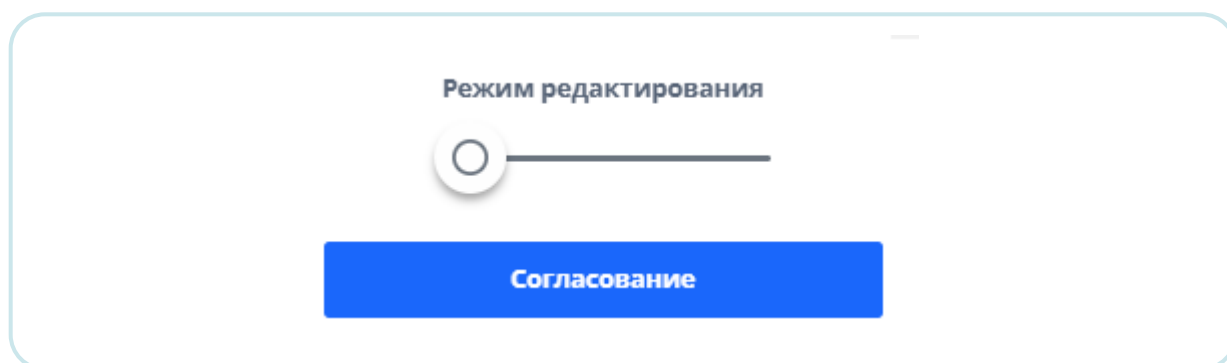 Режим редактирования
Согласование